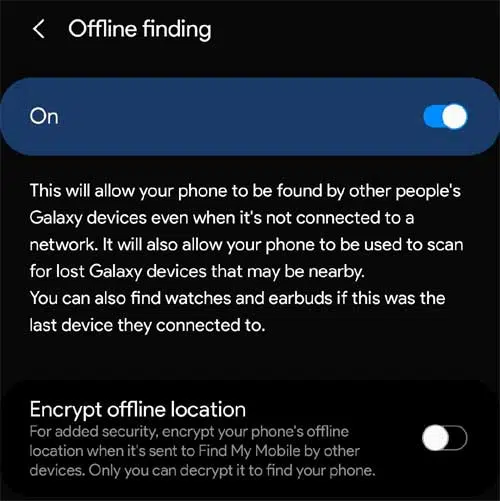 Offline finding
On
This will allow your phone to be found by other people's
Galaxy devices even when it's not connected to a
network. It will also allow your phone to be used to scan
for lost Galaxy devices that may be nearby.
You can also find watches and earbuds if this was the
last device they connected to.
Encrypt offline location
For added security, encrypt your phone's offline
location when it's sent to Find My Mobile by other
devices. Only you can decrypt it to find your phone.